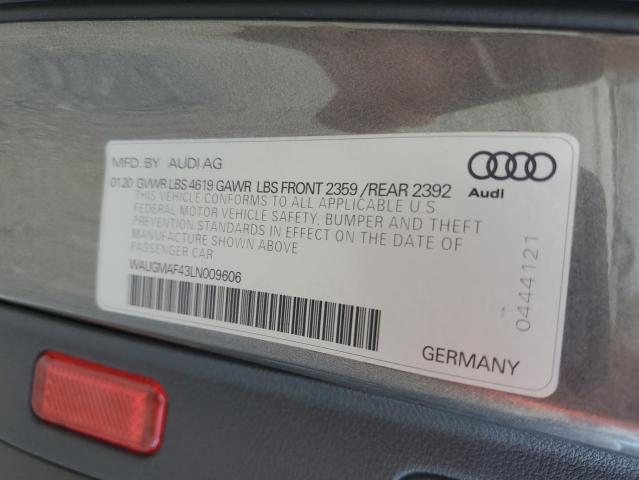 MFD. BY AUDI AG
0120 GVWR LBS 4619 GAWR LBS FRONT 2359 / REAR 2392
THIS VEHICLE CONFORMS TO ALL APPLICABLE U.S.
FEDERAL MOTOR VEHICLE SAFETY, BUMPER AND THEFT
PREVENTION STANDARDS IN EFFECT ON THE DATE OF
MANUFACTURE SHOWN ABOVE
PASSENGER CAR
WAUGMAF43LN009606
Audi
04444121
GERMANY